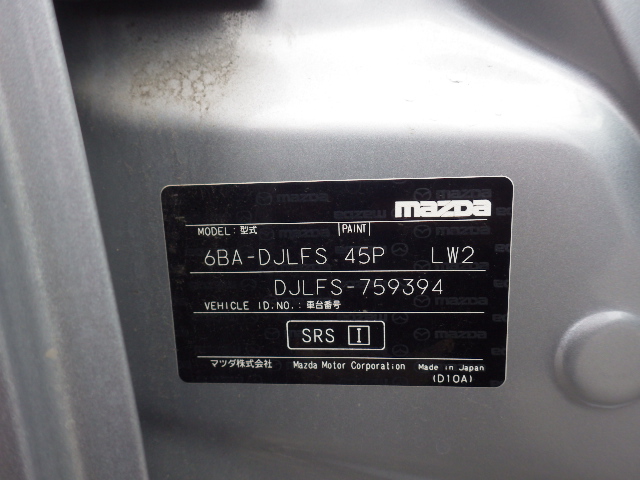 mazda
MODEL: 型式 PAINT
6BA-DJLFS 45P LW2
DJLFS-759394
VEHICLE ID.NO.: 車台番号
SRS I
マツダ株式会社 Mazda Motor Corporation Made in Japan
(D10A)